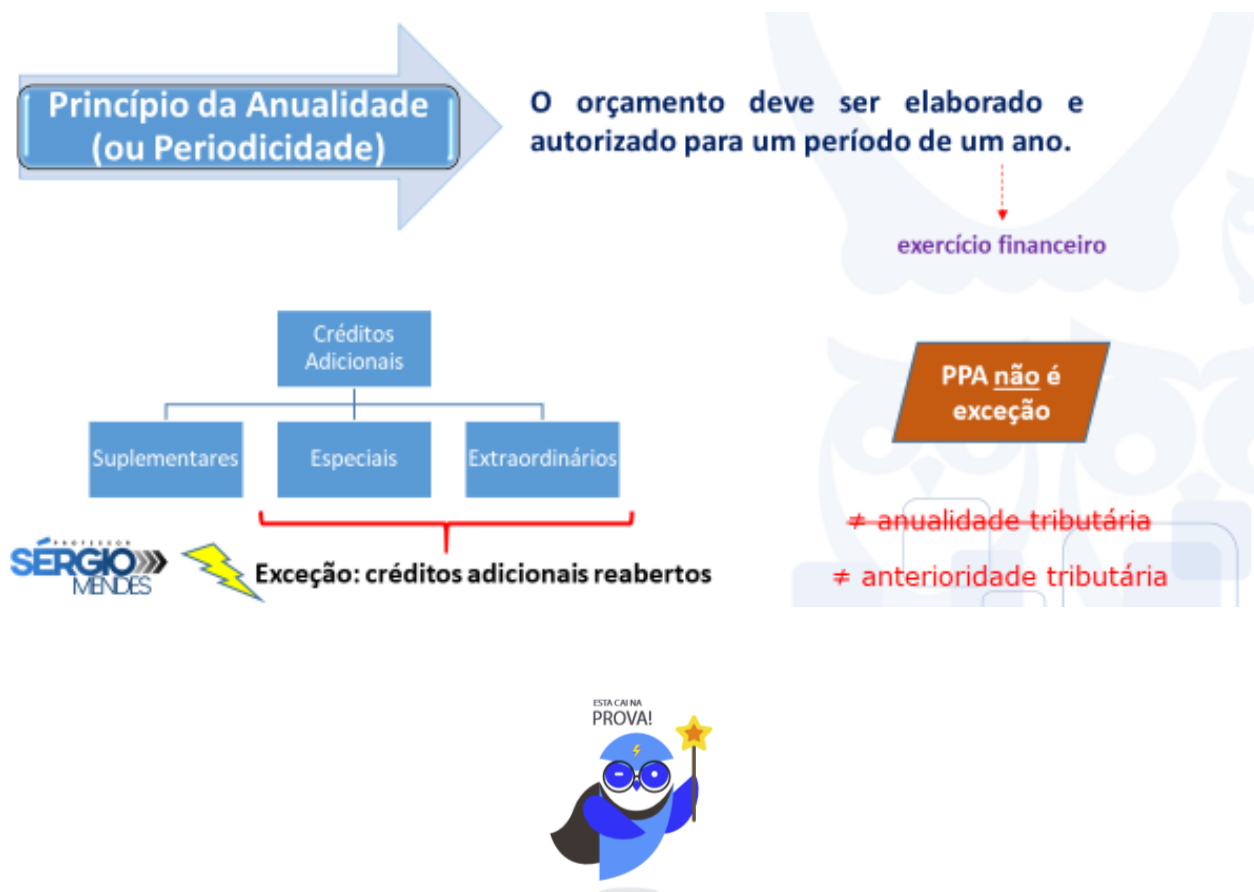 Princípio da Anualidade
(ou Periodicidade)
O orçamento deve ser elaborado e
autorizado para um período de um ano.
exercício financeiro
Créditos
Adicionais
Suplementares
Especiais
Extraordinários
PPA não é
exceção
Exceção: créditos adicionais reabertos
≠ anualidade tributária
≠ anterioridade tributária
PROFESSOR
SÉRGIO
MENDES
ESTA CAI NA
PROVA!